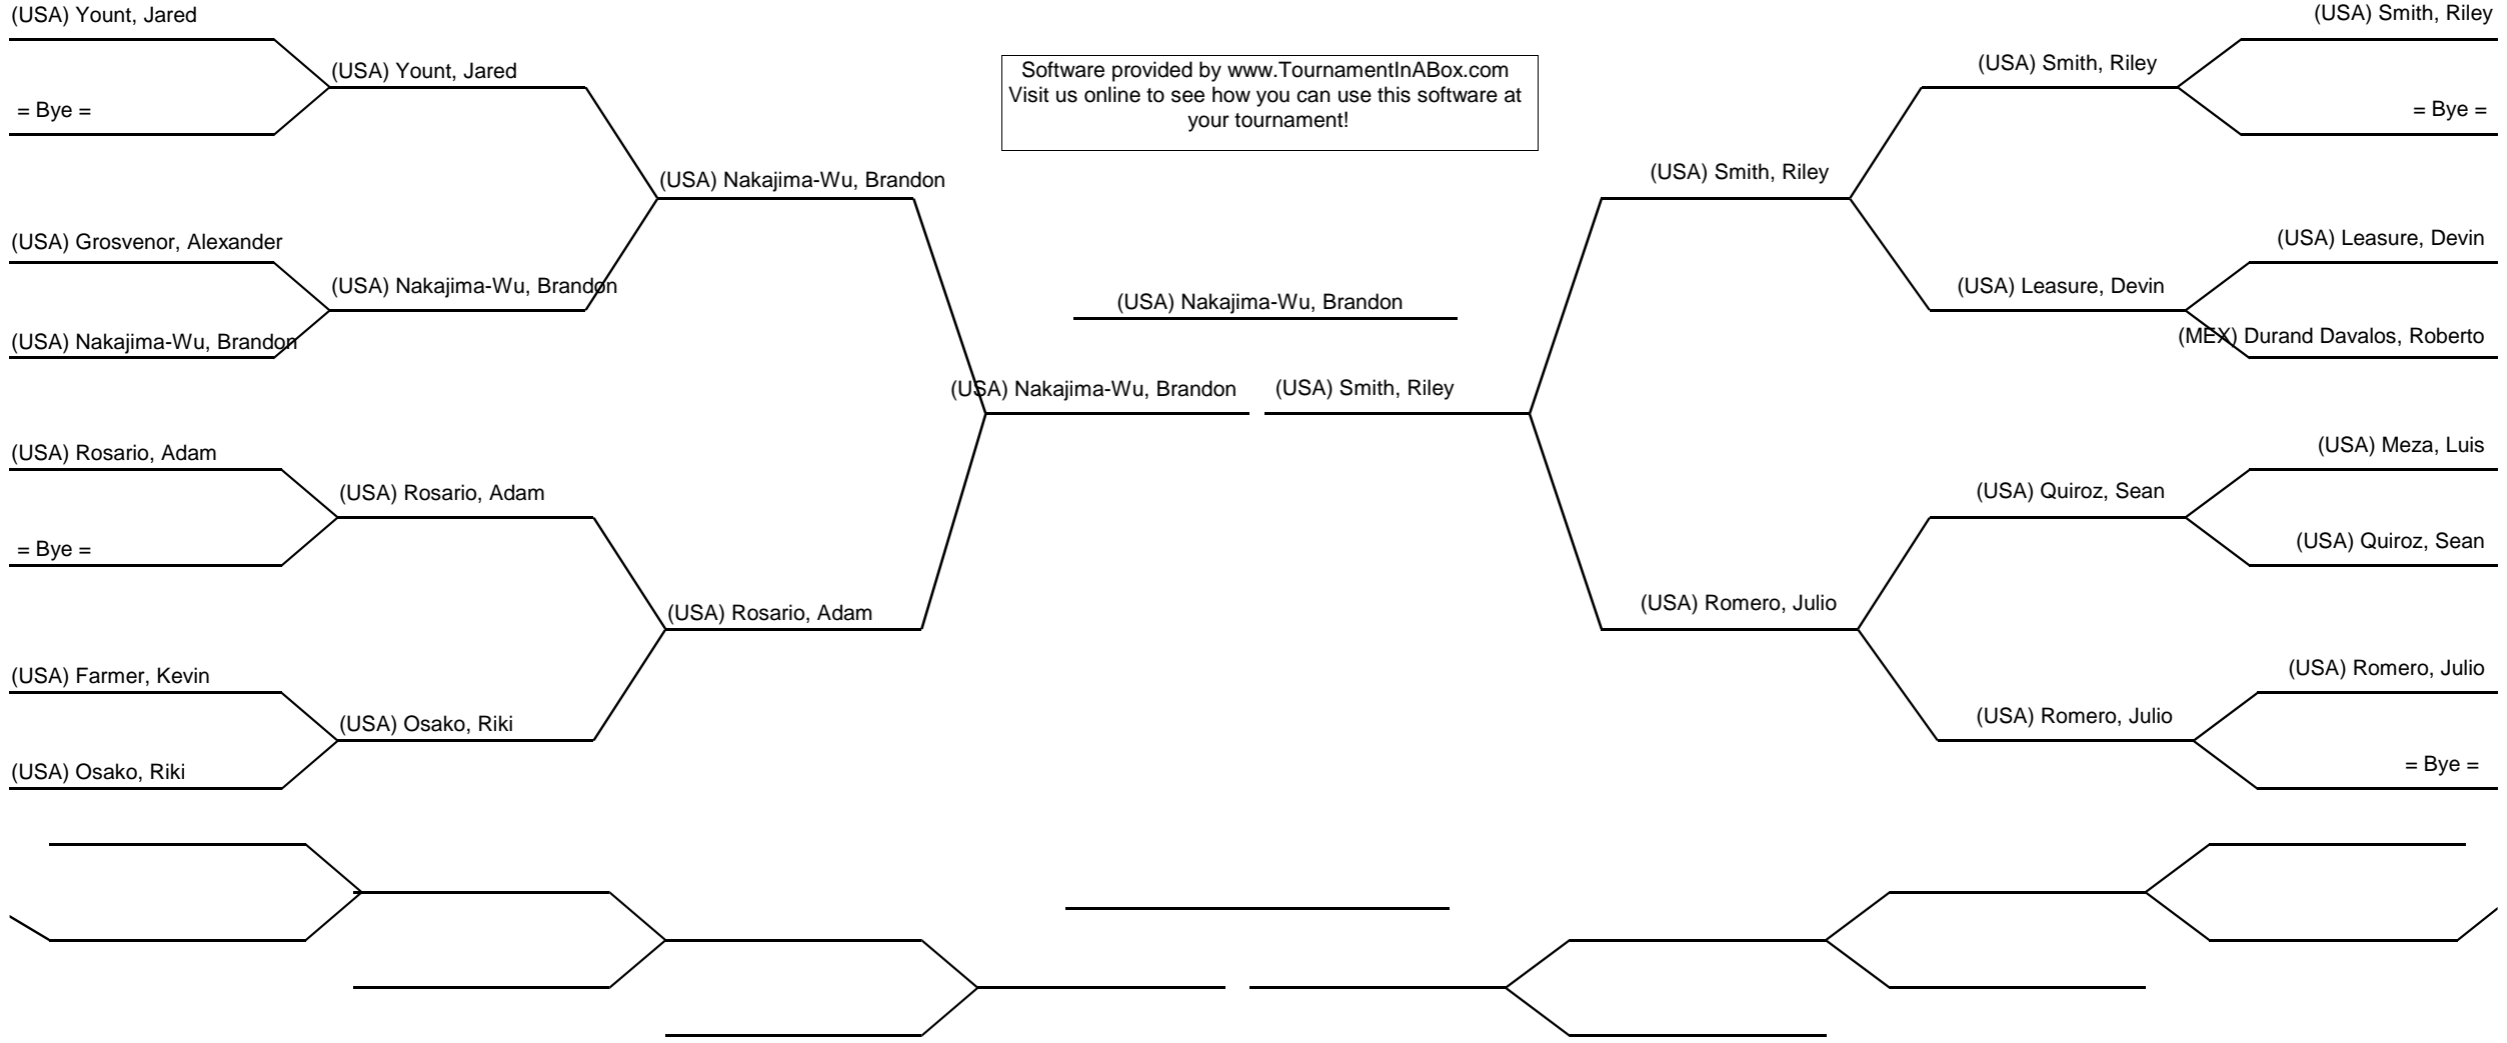 (USA) Yount, Jared
= Bye =
(USA) Grosvenor, Alexander
(USA) Nakajima-Wu, Brandon
(USA) Rosario, Adam
= Bye =
(USA) Farmer, Kevin
(USA) Osako, Riki
(USA) Yount, Jared
(USA) Nakajima-Wu, Brandon
(USA) Rosario, Adam
(USA) Osako, Riki
(USA) Nakajima-Wu, Brandon
(USA) Rosario, Adam
(USA) Nakajima-Wu, Brandon
Software provided by www.TournamentInABox.com
Visit us online to see how you can use this software at
your tournament!
(USA) Nakajima-Wu, Brandon
(USA) Smith, Riley
(USA) Smith, Riley
(USA) Romero, Julio
(USA) Smith, Riley
(USA) Leasure, Devin
(USA) Quiroz, Sean
(USA) Romero, Julio
(USA) Smith, Riley
= Bye =
(USA) Leasure, Devin
(MEX) Durand Davalos, Roberto
(USA) Meza, Luis
(USA) Quiroz, Sean
(USA) Romero, Julio
= Bye =